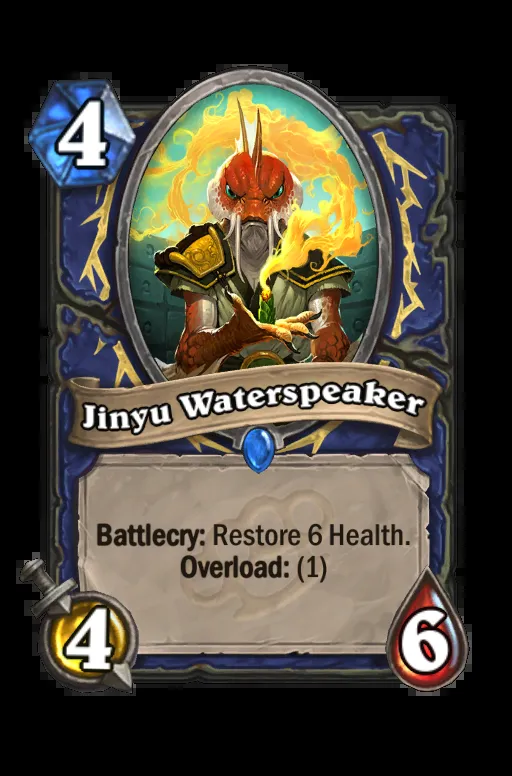 4
Jinyu Waterspeaker
Battlecry: Restore 6 Health.
Overload: (1)
4
6